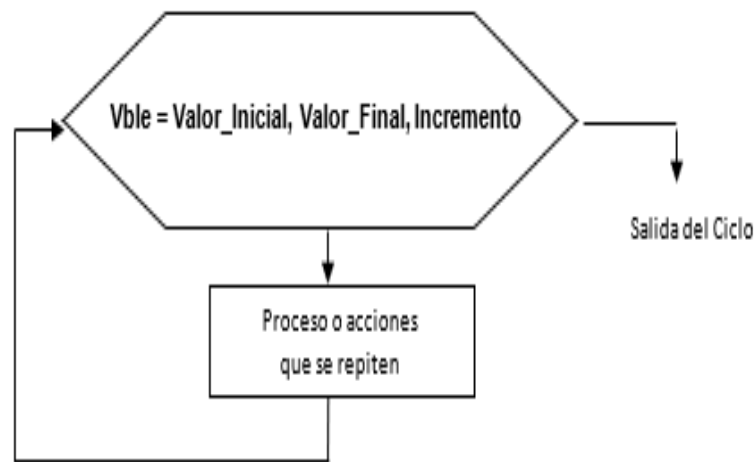 Vble = Valor_Inicial, Valor_Final, Incremento
Salida del Ciclo
Proceso o acciones
que se repiten